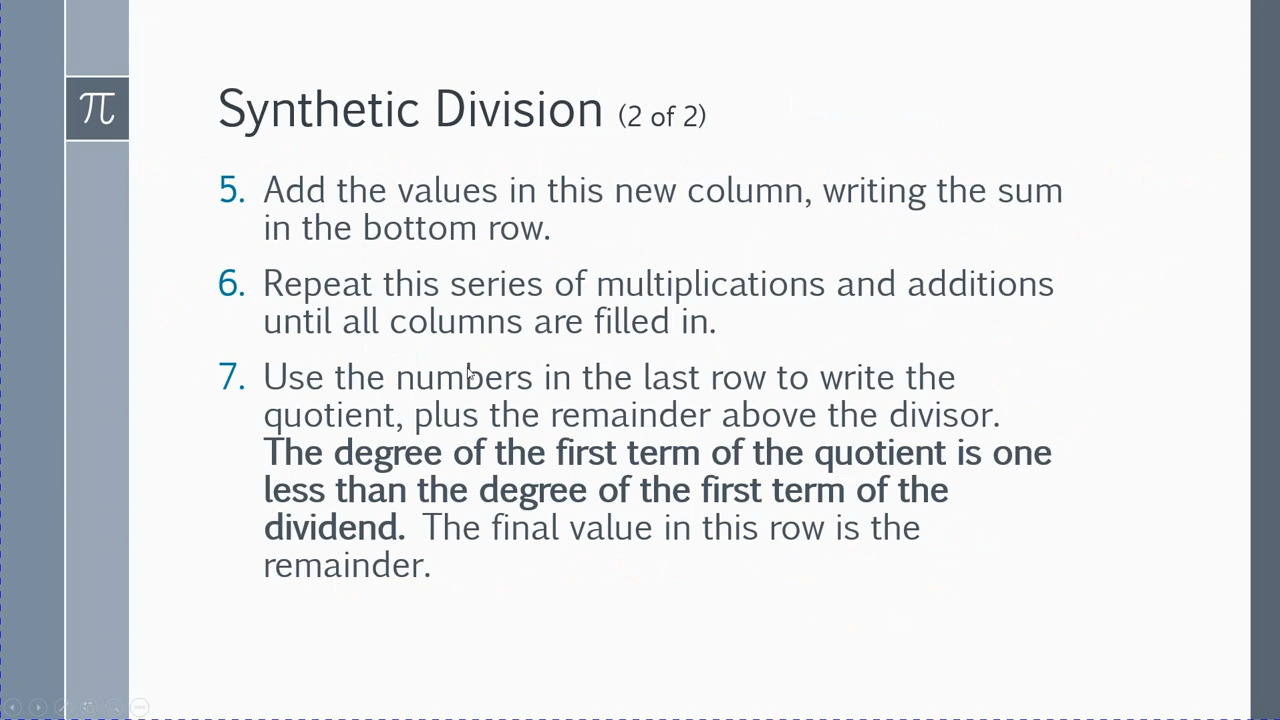 π
Synthetic Division (2 of 2)
5. Add the values in this new column, writing the sum
in the bottom row.
6. Repeat this series of multiplications and additions
until all columns are filled in.
7. Use the numbers in the last row to write the
quotient, plus the remainder above the divisor.
The degree of the first term of the quotient is one
less than the degree of the first term of the
dividend. The final value in this row is the
remainder.